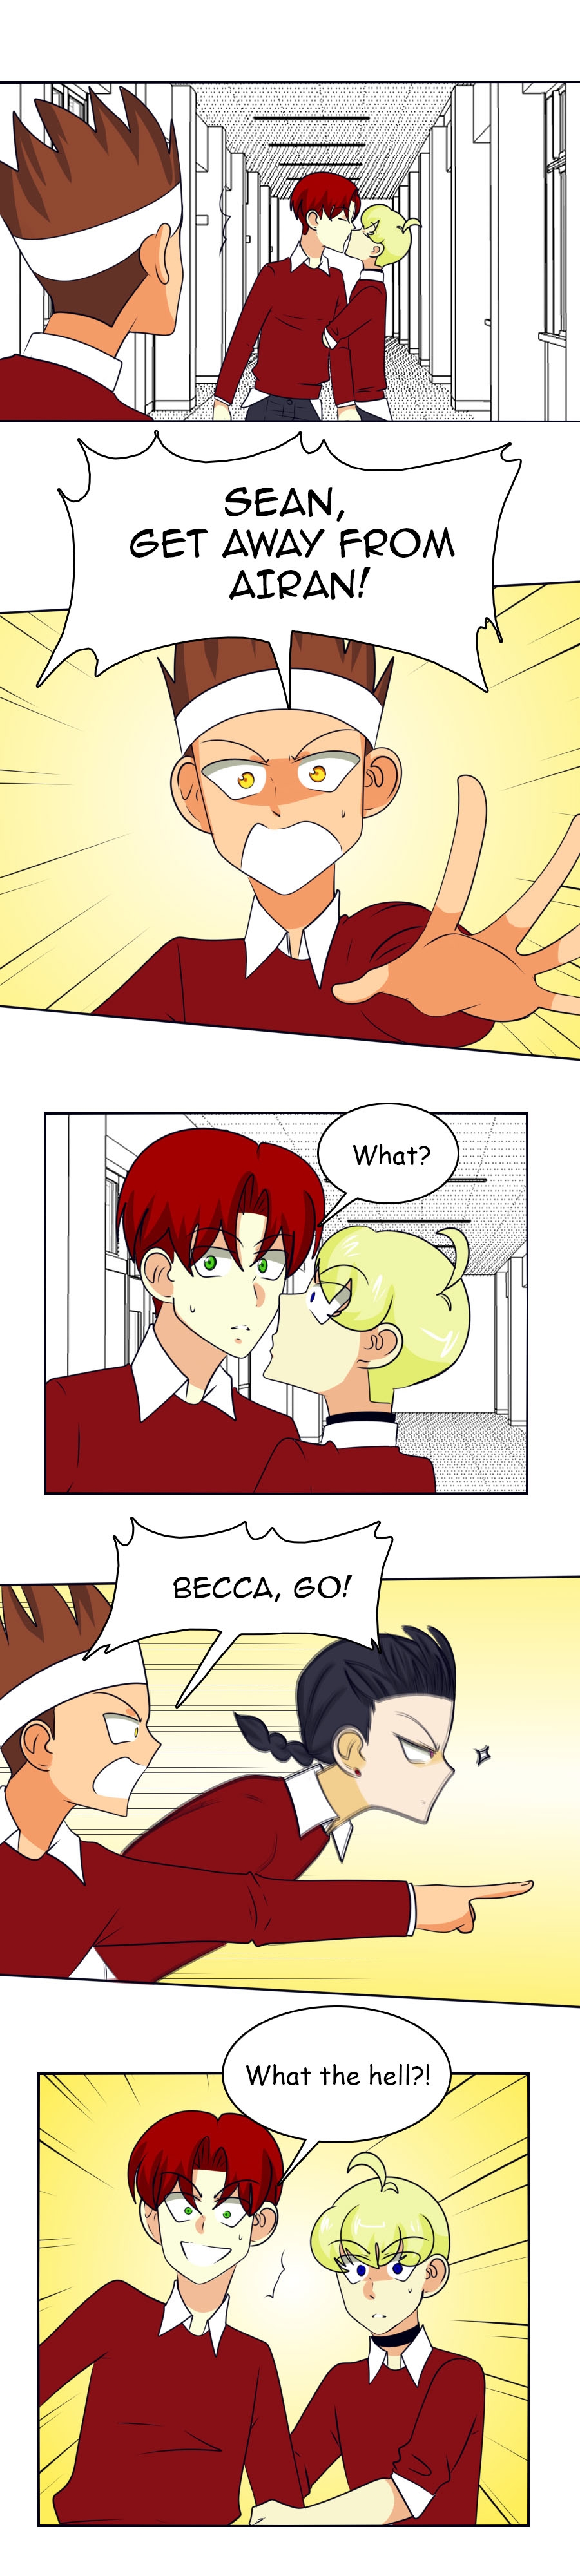 SEAN,
GET AWAY FROM
AIRAN!
What?
BECCA, GO!
What the hell?!